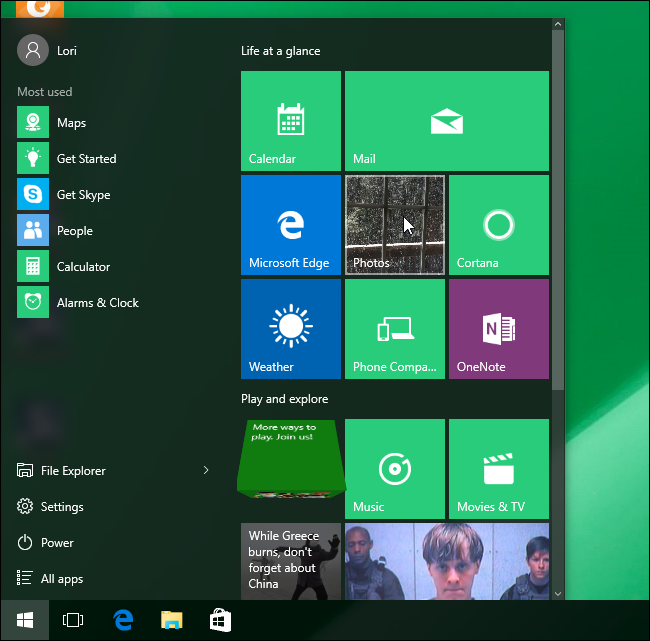 Lori
Most used
Maps
Get Started
Get Skype
People
Calculator
Alarms & Clock
File Explorer
Settings
Power
All apps
Life at a glance
Calendar
Mail
Microsoft Edge
Photos
Cortana
Weather
Phone Compa...
OneNote
Play and explore
More ways to
play. Join us!
Music
Movies & TV
While Greece
burns, don't
forget about
China